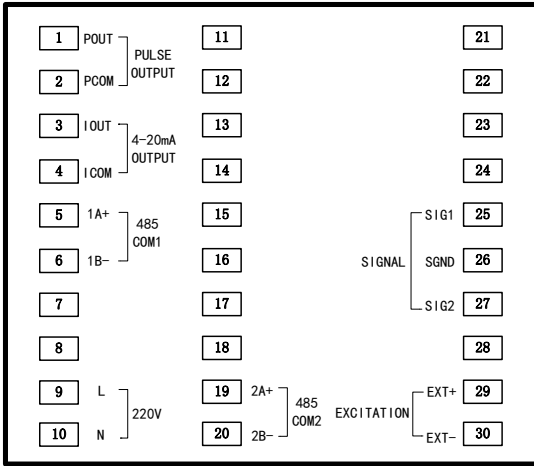 1 POUT
PULSE
OUTPUT
2 PCOM
3 IOUT
4-20mA
OUTPUT
4 ICOM
5 1A+
485
COM1
6 1B-
7
8
9 L
220V
10 N
11
12
13
14
15
16
17
18
19 2A+
485
COM2
20 2B-
21
22
23
24
SIG1 25
SIGNAL SGND 26
SIG2 27
28
EXT+ 29
EXCITATION
EXT- 30